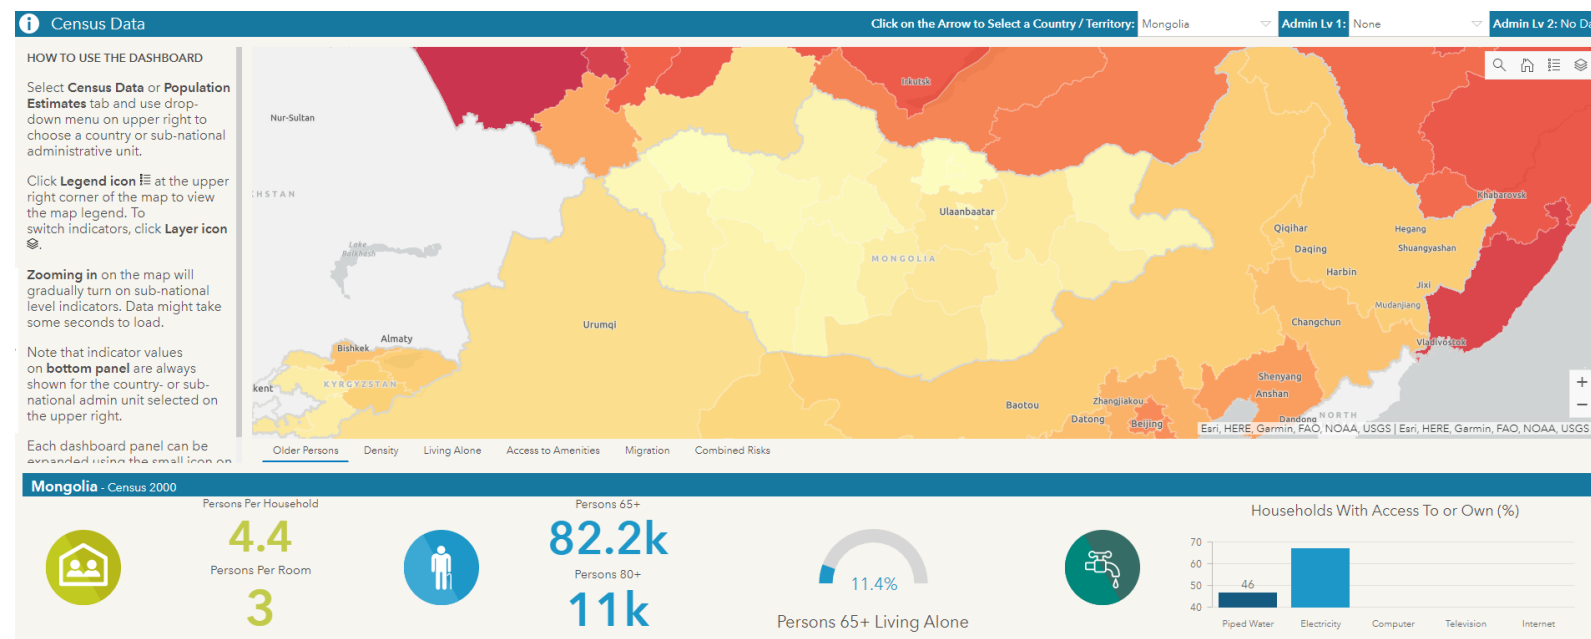 Census Data
Click on the Arrow to Select a Country / Territory: Mongolia
Admin Lv 1: None
Admin Lv 2: No Da
HOW TO USE THE DASHBOARD
Select Census Data or Population
Estimates tab and use drop-
down menu on upper right to
choose a country or sub-national
administrative unit.
Click Legend icon at the upper
right corner of the map to view
the map legend. To
switch indicators, click Layer icon
.
Zooming in on the map will
gradually turn on sub-national
level indicators. Data might take
some seconds to load.
Note that indicator values
on bottom panel are always
shown for the country- or sub-
national admin unit selected on
the upper right.
Each dashboard panel can be
expanded using the small icon on
Irkutsk
Nur-Sultan
KHSTAN
Lake
Balkhash
Ulaanbaatar
MONGOLIA
Khabarovsk
Qiqihar
Hegang
Daqing
Shuangyashan
Harbin
Jixi
Mudanjiang
Urumqi
Changchun
Almaty
Bishkek
Vladivostok
kent
KYRGYZSTAN
Shenyang
Anshan
Baotou
Zhangjiakou
Datong
Beijing
Dandong
NORTH
+
−
Esri, HERE, Garmin, FAO, NOAA, USGS | Esri, HERE, Garmin, FAO, NOAA, USGS
Older Persons
Density
Living Alone
Access to Amenities
Migration
Combined Risks
Mongolia - Census 2000
Persons Per Household
4.4
Persons Per Room
3
Persons 65+
82.2k
Persons 80+
11k
11.4%
Persons 65+ Living Alone
Households With Access To or Own (%)
70
60
50
40
46
Piped Water
Electricity
Computer
Television
Internet